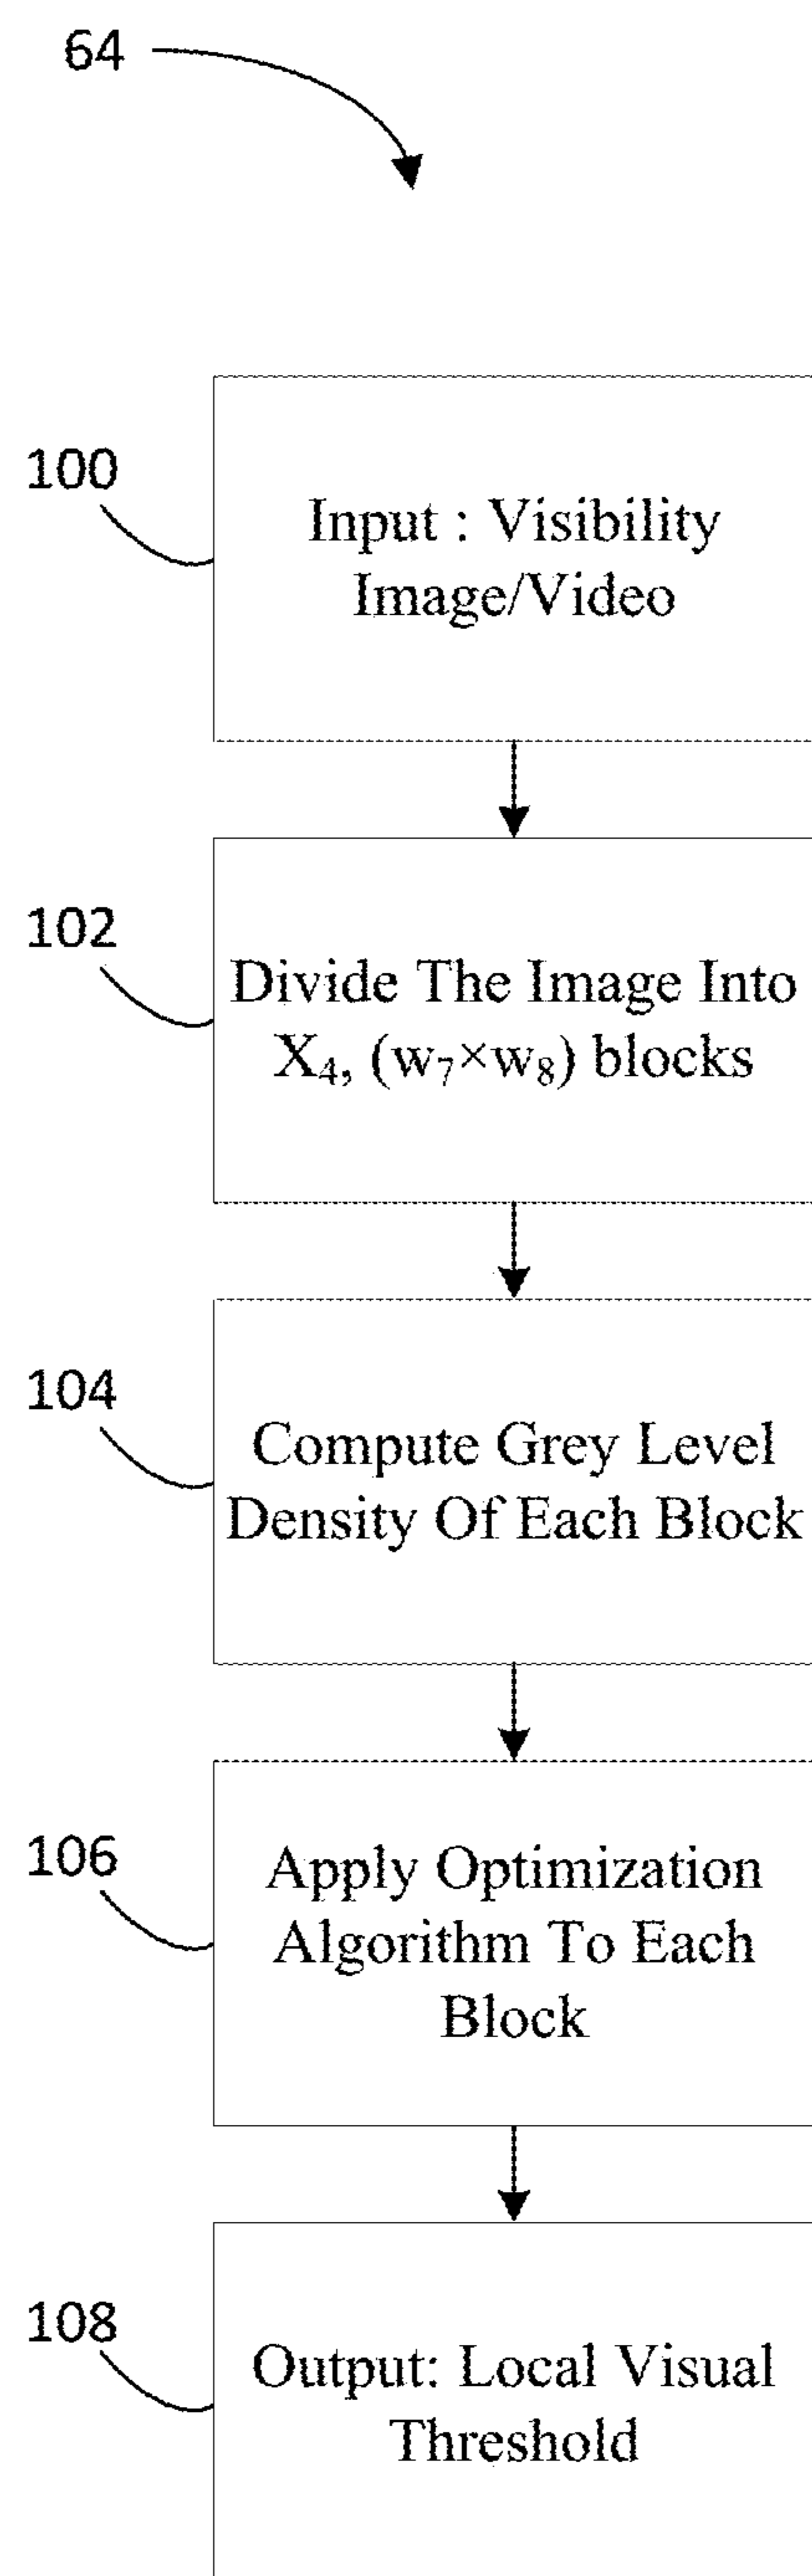 64
100
Input : Visibility
Image/Video
102
Divide The Image Into
X₄, (w₇×w₈) blocks
104
Compute Grey Level
Density Of Each Block
106
Apply Optimization
Algorithm To Each
Block
108
Output: Local Visual
Threshold